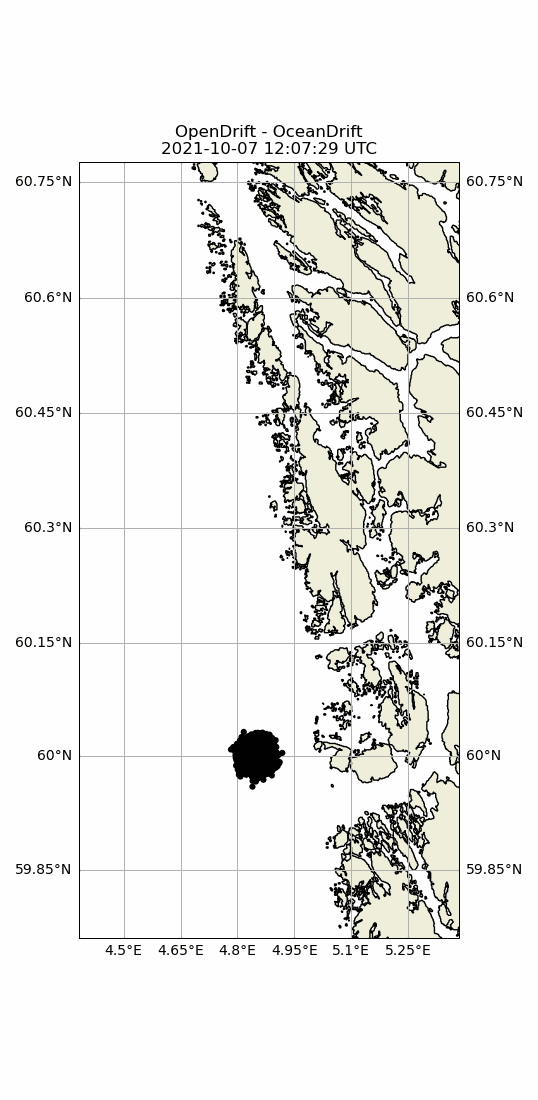 OpenDrift - OceanDrift
2021-10-07 12:07:29 UTC
60.75°N 60.75°N
60.6°N 60.6°N
60.45°N 60.45°N
60.3°N 60.3°N
60.15°N 60.15°N
60°N 60°N
59.85°N 59.85°N
4.5°E 4.65°E 4.8°E 4.95°E 5.1°E 5.25°E